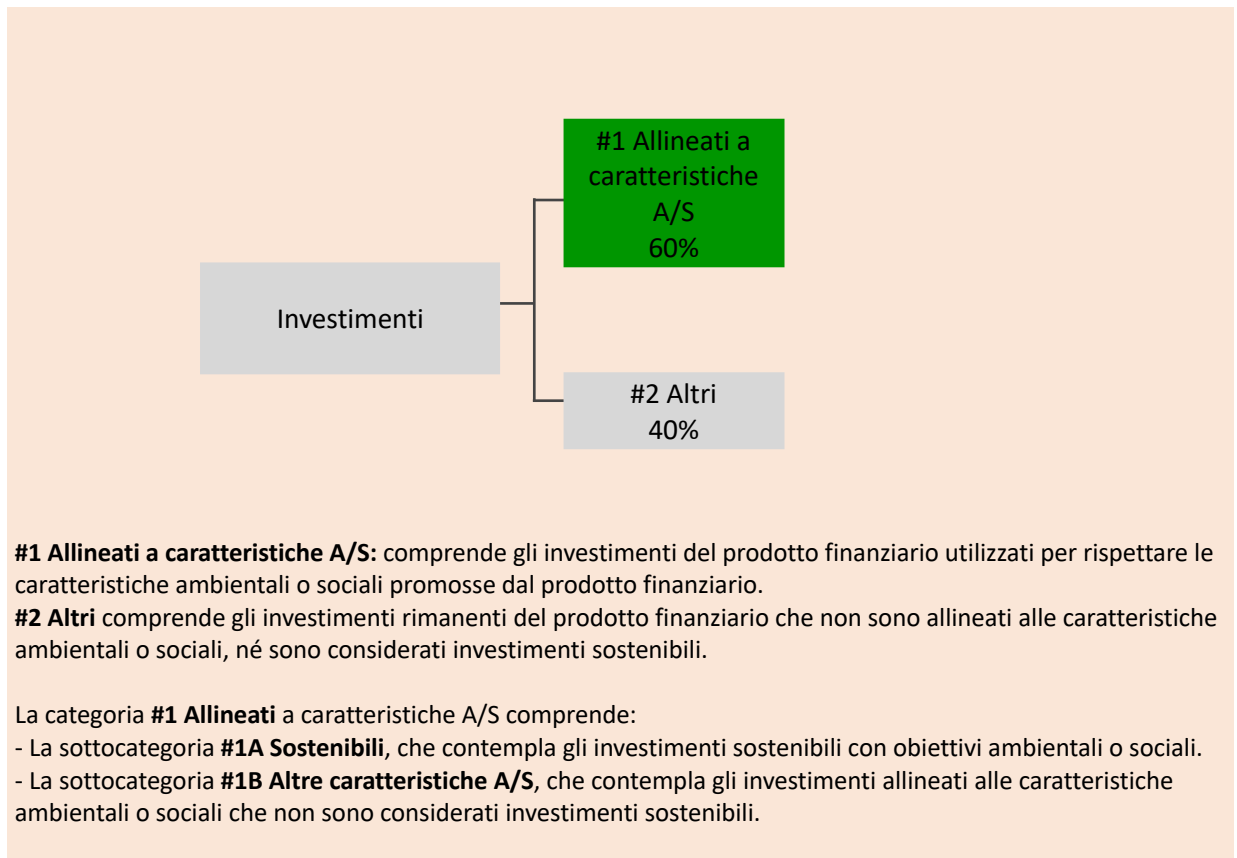 #1 Allineati a
caratteristiche
A/S
60%
Investimenti
#2 Altri
40%
#1 Allineati a caratteristiche A/S: comprende gli investimenti del prodotto finanziario utilizzati per rispettare le
caratteristiche ambientali o sociali promosse dal prodotto finanziario.
#2 Altri comprende gli investimenti rimanenti del prodotto finanziario che non sono allineati alle caratteristiche
ambientali o sociali, né sono considerati investimenti sostenibili.
La categoria #1 Allineati a caratteristiche A/S comprende:
- La sottocategoria #1A Sostenibili, che contempla gli investimenti sostenibili con obiettivi ambientali o sociali.
- La sottocategoria #1B Altre caratteristiche A/S, che contempla gli investimenti allineati alle caratteristiche
ambientali o sociali che non sono considerati investimenti sostenibili.